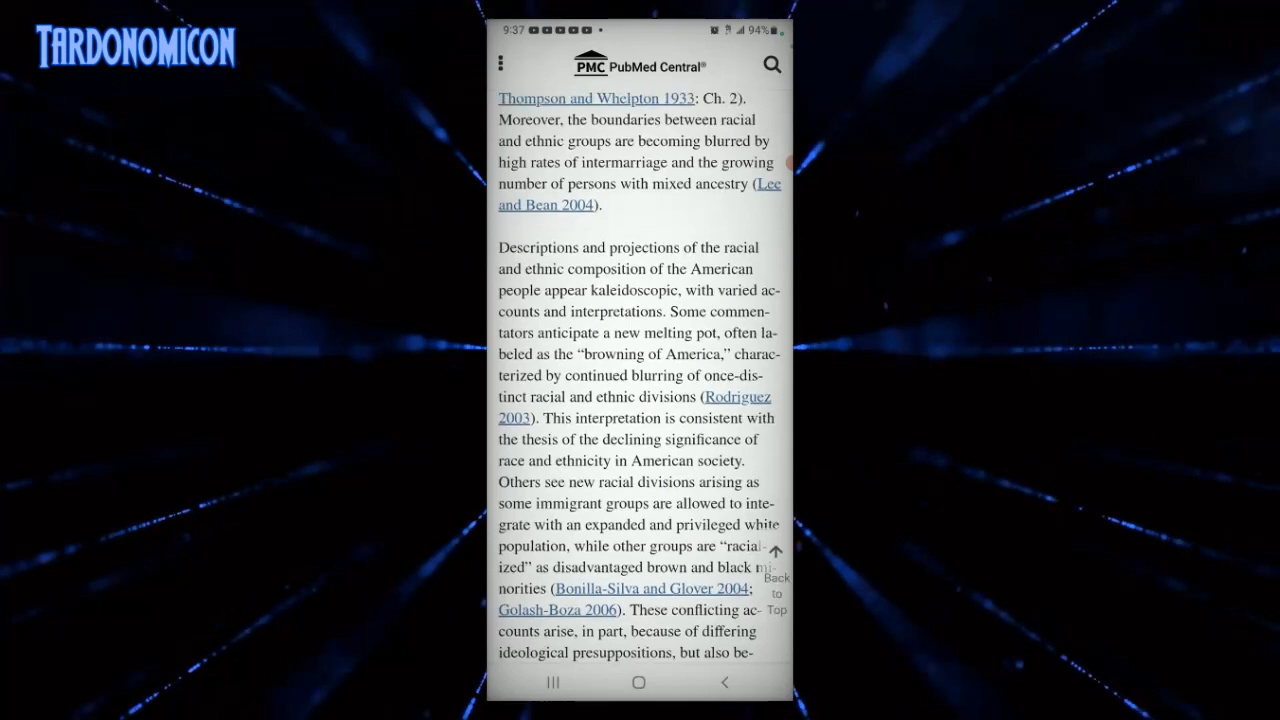 TARDONOMICON
9:37
94%
PMC PubMed Central®
Thompson and Whelpton 1933: Ch. 2).
Moreover, the boundaries between racial
and ethnic groups are becoming blurred by
high rates of intermarriage and the growing
number of persons with mixed ancestry (Lee
and Bean 2004).
Descriptions and projections of the racial
and ethnic composition of the American
people appear kaleidoscopic, with varied ac-
counts and interpretations. Some commen-
tators anticipate a new melting pot, often la-
beled as the “browning of America,” charac-
terized by continued blurring of once-dis-
tinct racial and ethnic divisions (Rodriguez
2003). This interpretation is consistent with
the thesis of the declining significance of
race and ethnicity in American society.
Others see new racial divisions arising as
some immigrant groups are allowed to inte-
grate with an expanded and privileged white
population, while other groups are “racial-
ized” as disadvantaged brown and black mi-
norities (Bonilla-Silva and Glover 2004;
Golash-Boza 2006). These conflicting ac-
counts arise, in part, because of differing
ideological presuppositions, but also be-
Back
to
Top